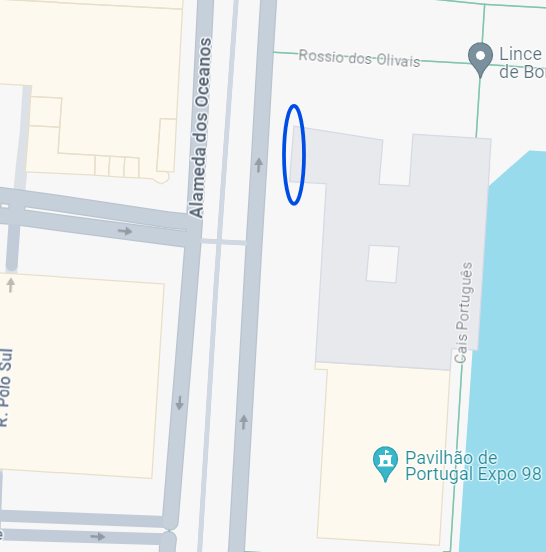 Rossio dos Olivais
Lince
de Bo
Alameda dos Oceanos
Cais Português
R. Polo Sul
Pavilhão de
Portugal Expo 98